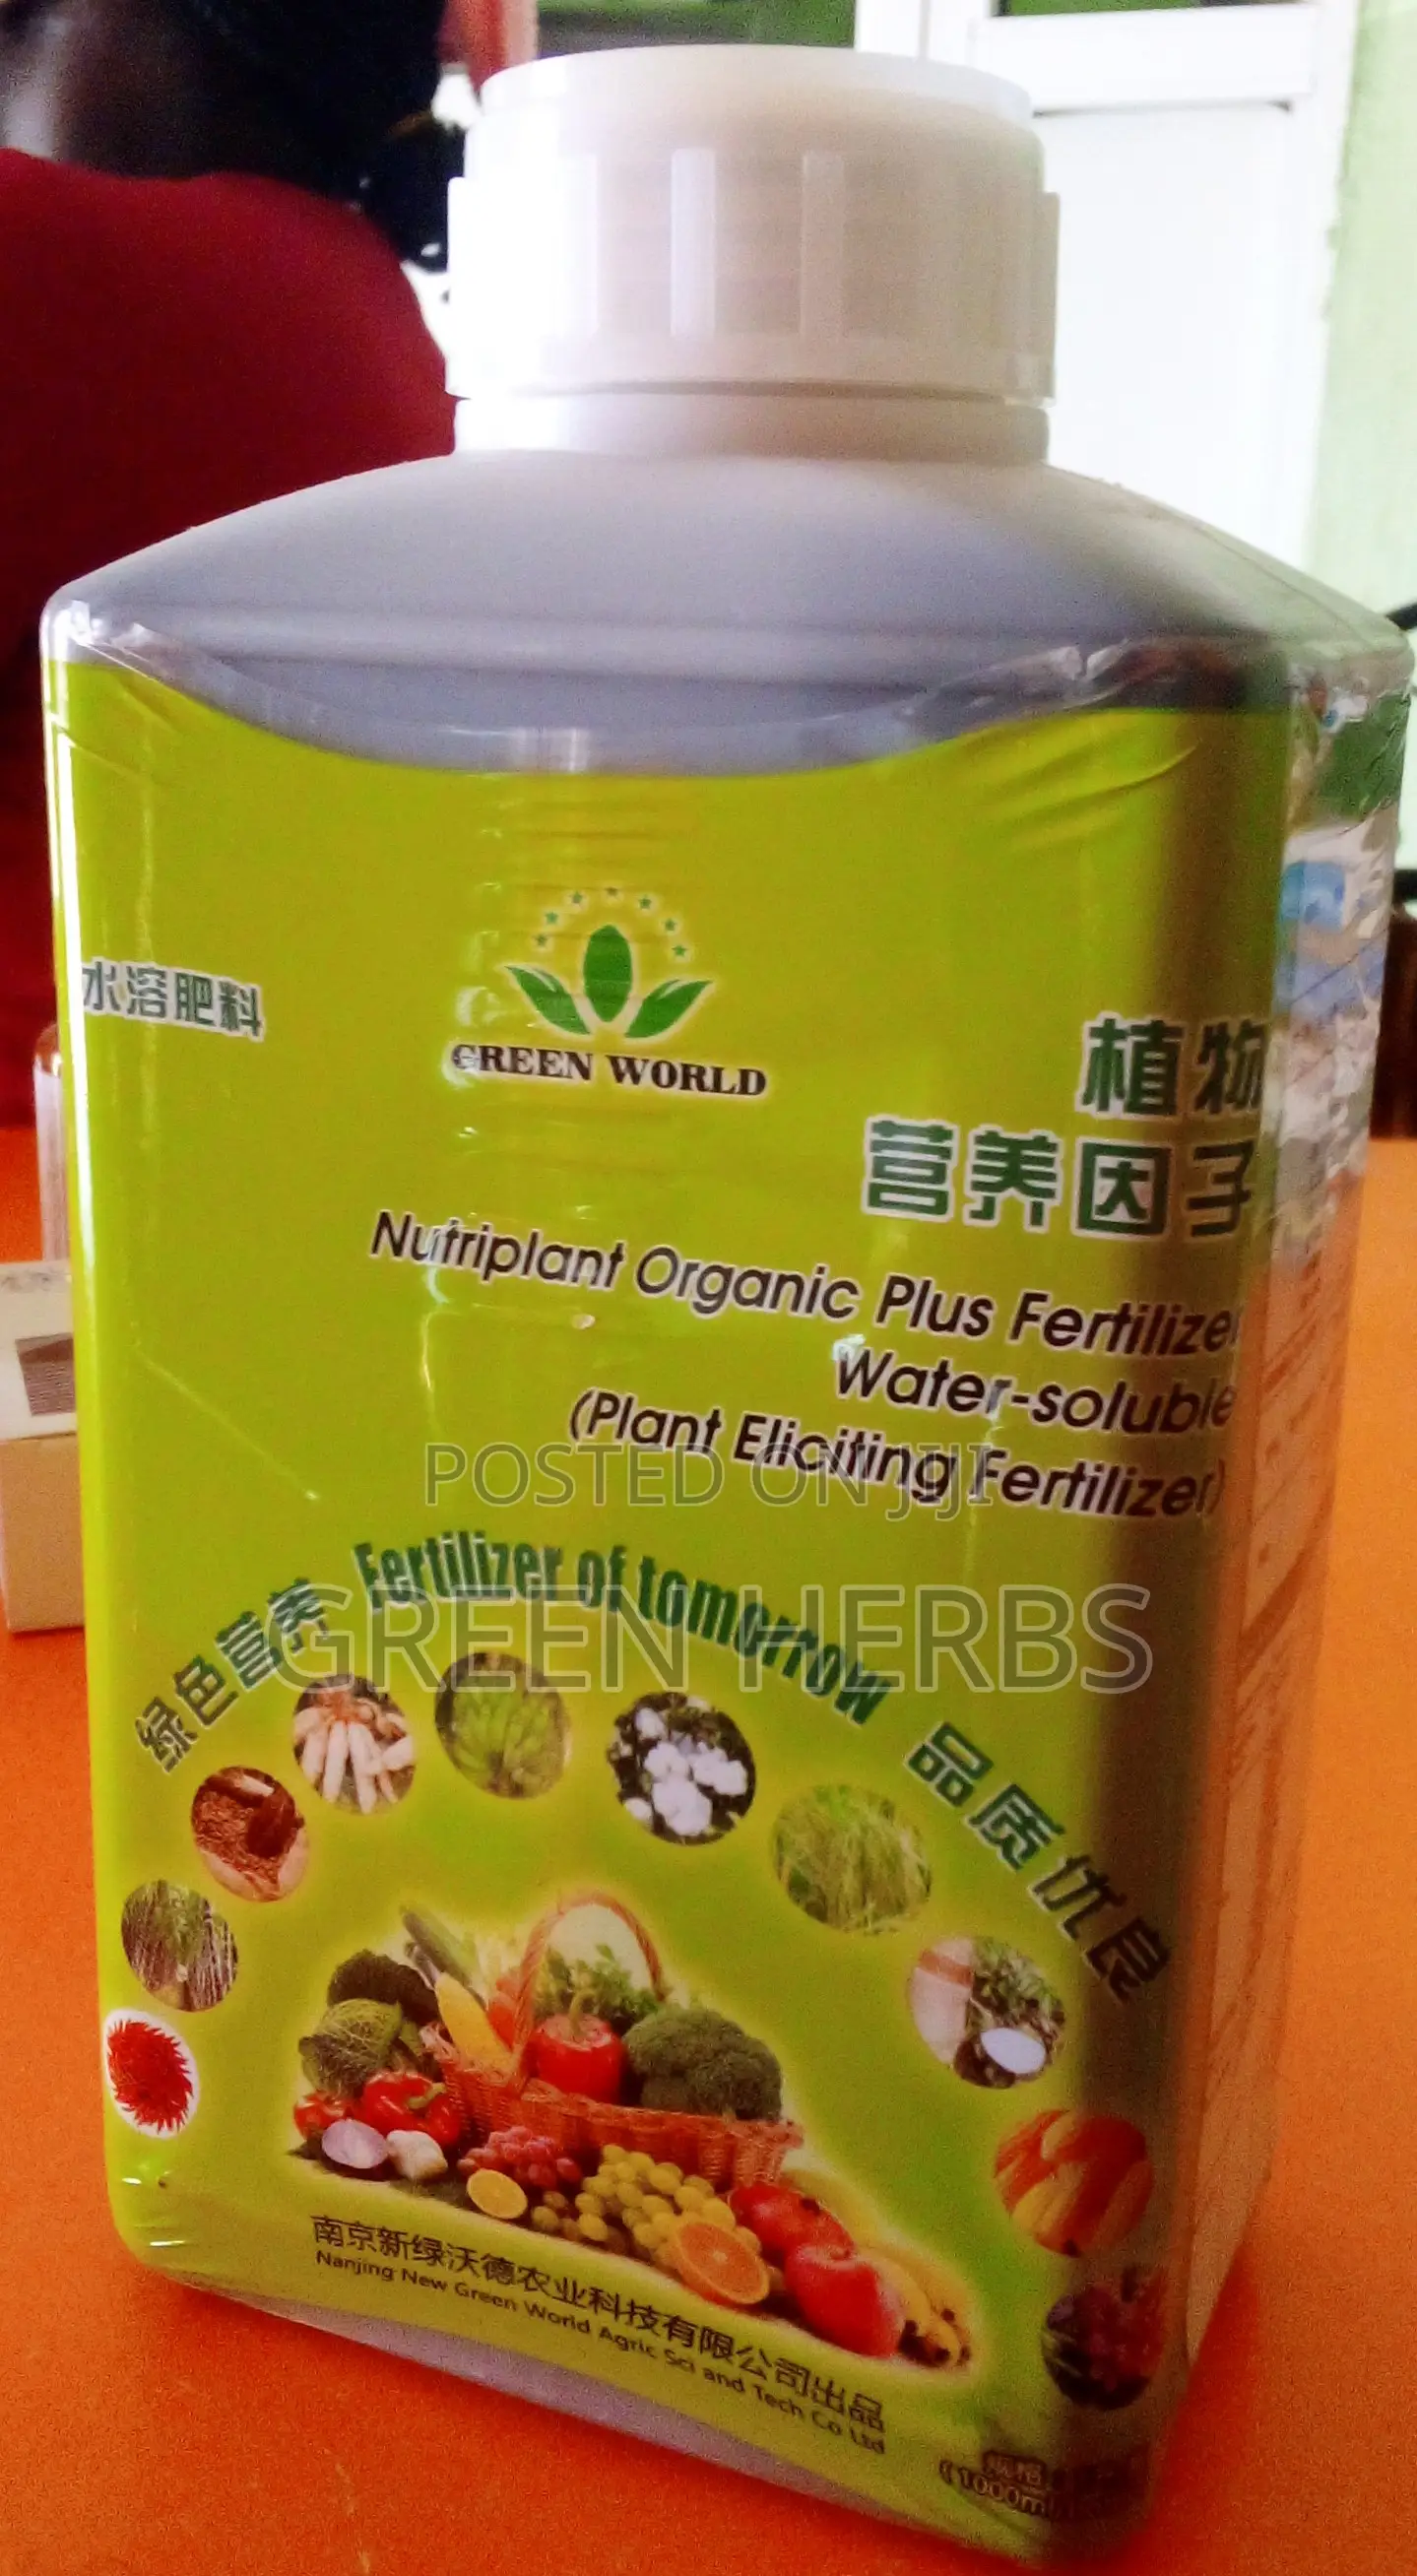 水溶肥料
GREEN WORLD
植物
营养因子
Nutriplant Organic Plus Fertilizer
Water-soluble
(Plant Eliciting Fertilizer)
POSTED ON JIJI
GREEN HERBS
绿色营养 Fertilizer of tomorrow 品质优良
南京新绿沃德农业科技有限公司出品
Nanjing New Green World Agric Sci and Tech Co Ltd
规格
(1000ml